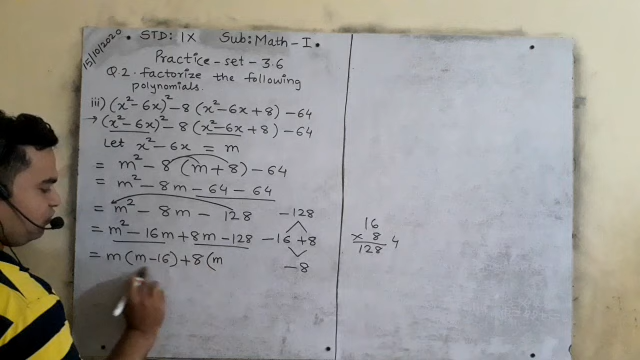 15/10/2020 • STD: IX Sub: Math-I.
Practice-set-3.6
Q.2. factorize the following
polynomials.
iii) (x²-6x)² - 8 (x²-6x+8) - 64
→ (x²-6x)² - 8 (x²-6x+8) - 64
Let x²-6x = m
= m² - 8 (m+8) - 64
= m² - 8m - 64 - 64
= m² - 8m - 128
= m² - 16m + 8m - 128
= m (m-16) + 8 (m
-128
-16 +8
-8
16
× 8
128
4